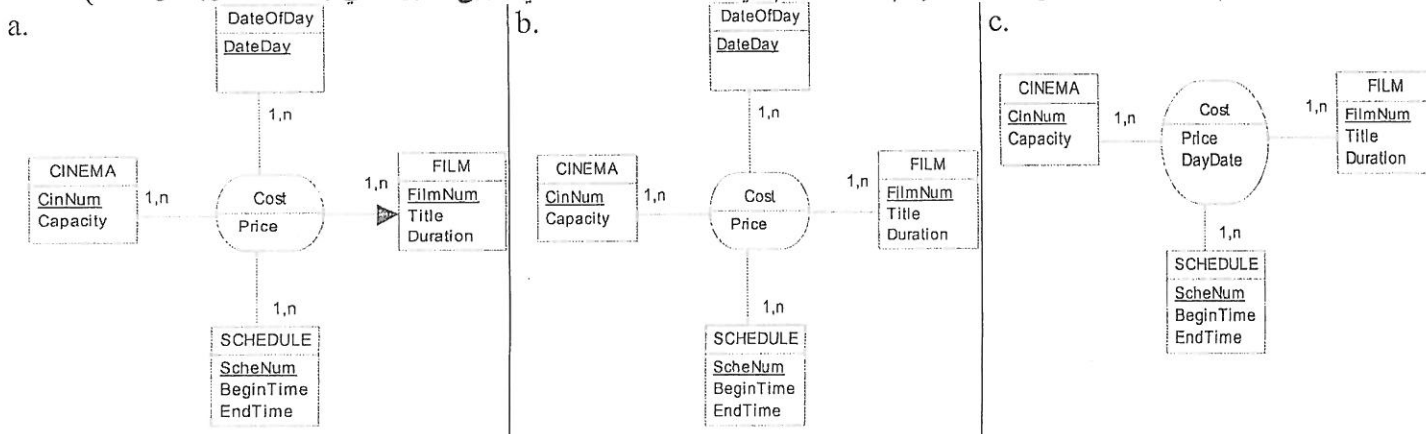 a.
DateOfDay
DateDay
1,n
CINEMA
CinNum
Capacity
1,n
Cost
Price
1,n
FILM
FilmNum
Title
Duration
1,n
SCHEDULE
ScheNum
BeginTime
EndTime
b.
DateOfDay
DateDay
1,n
CINEMA
CinNum
Capacity
1,n
Cost
Price
1,n
FILM
FilmNum
Title
Duration
1,n
SCHEDULE
ScheNum
BeginTime
EndTime
c.
CINEMA
CinNum
Capacity
1,n
Cost
Price
DayDate
1,n
FILM
FilmNum
Title
Duration
1,n
SCHEDULE
ScheNum
BeginTime
EndTime